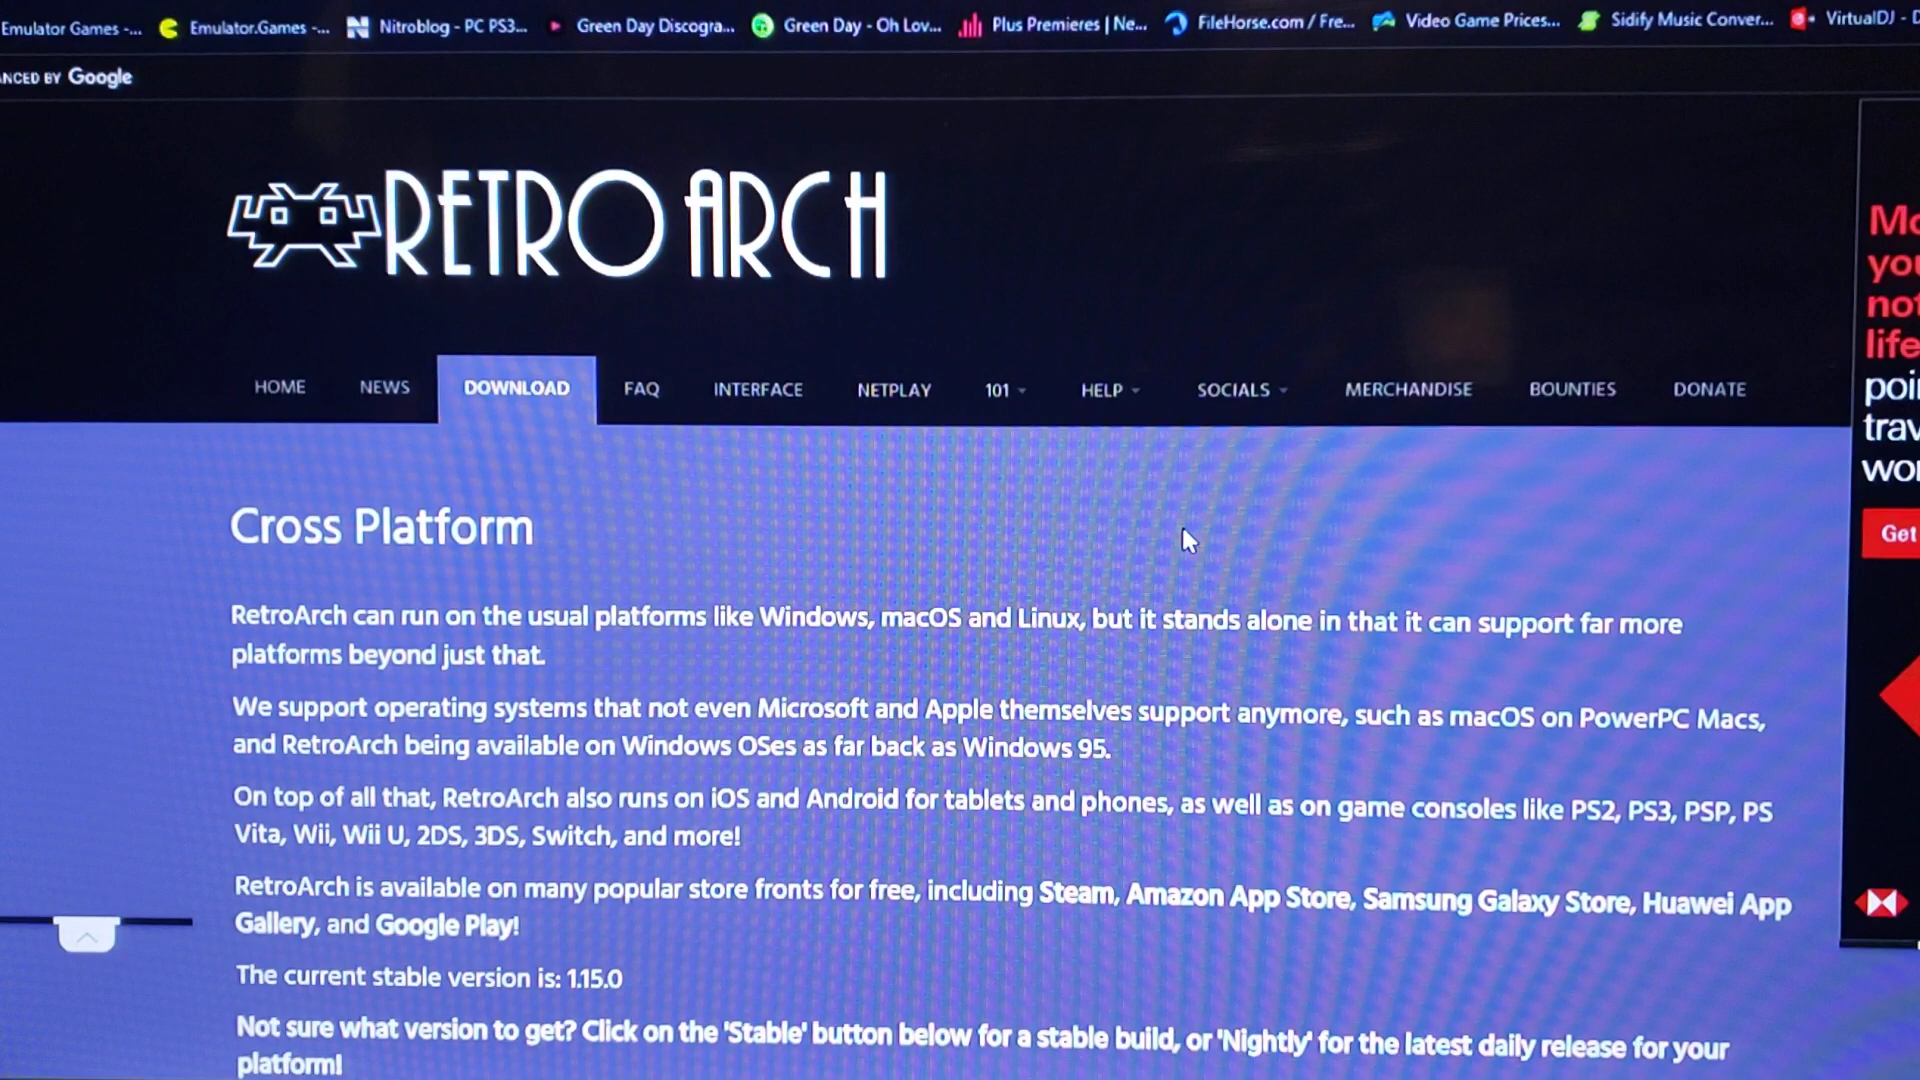 Emulator Games -... Emulator.Games -... Nitroblog - PC PS3... Green Day Discogra... Green Day - Oh Lov... Plus Premieres | Ne... FileHorse.com / Fre... Video Game Prices... Sidify Music Conver... VirtualDJ - D
ANCED BY Google
RETROARCH
HOME NEWS DOWNLOAD FAQ INTERFACE NETPLAY 101 HELP SOCIALS MERCHANDISE BOUNTIES DONATE
Cross Platform
RetroArch can run on the usual platforms like Windows, macOS and Linux, but it stands alone in that it can support far more
platforms beyond just that.
We support operating systems that not even Microsoft and Apple themselves support anymore, such as macOS on PowerPC Macs,
and RetroArch being available on Windows OSes as far back as Windows 95.
On top of all that, RetroArch also runs on iOS and Android for tablets and phones, as well as on game consoles like PS2, PS3, PSP, PS
Vita, Wii, Wii U, 2DS, 3DS, Switch, and more!
RetroArch is available on many popular store fronts for free, including Steam, Amazon App Store, Samsung Galaxy Store, Huawei App
Gallery, and Google Play!
The current stable version is: 1.15.0
Not sure what version to get? Click on the 'Stable' button below for a stable build, or 'Nightly' for the latest daily release for your
platform!
not
life
Get